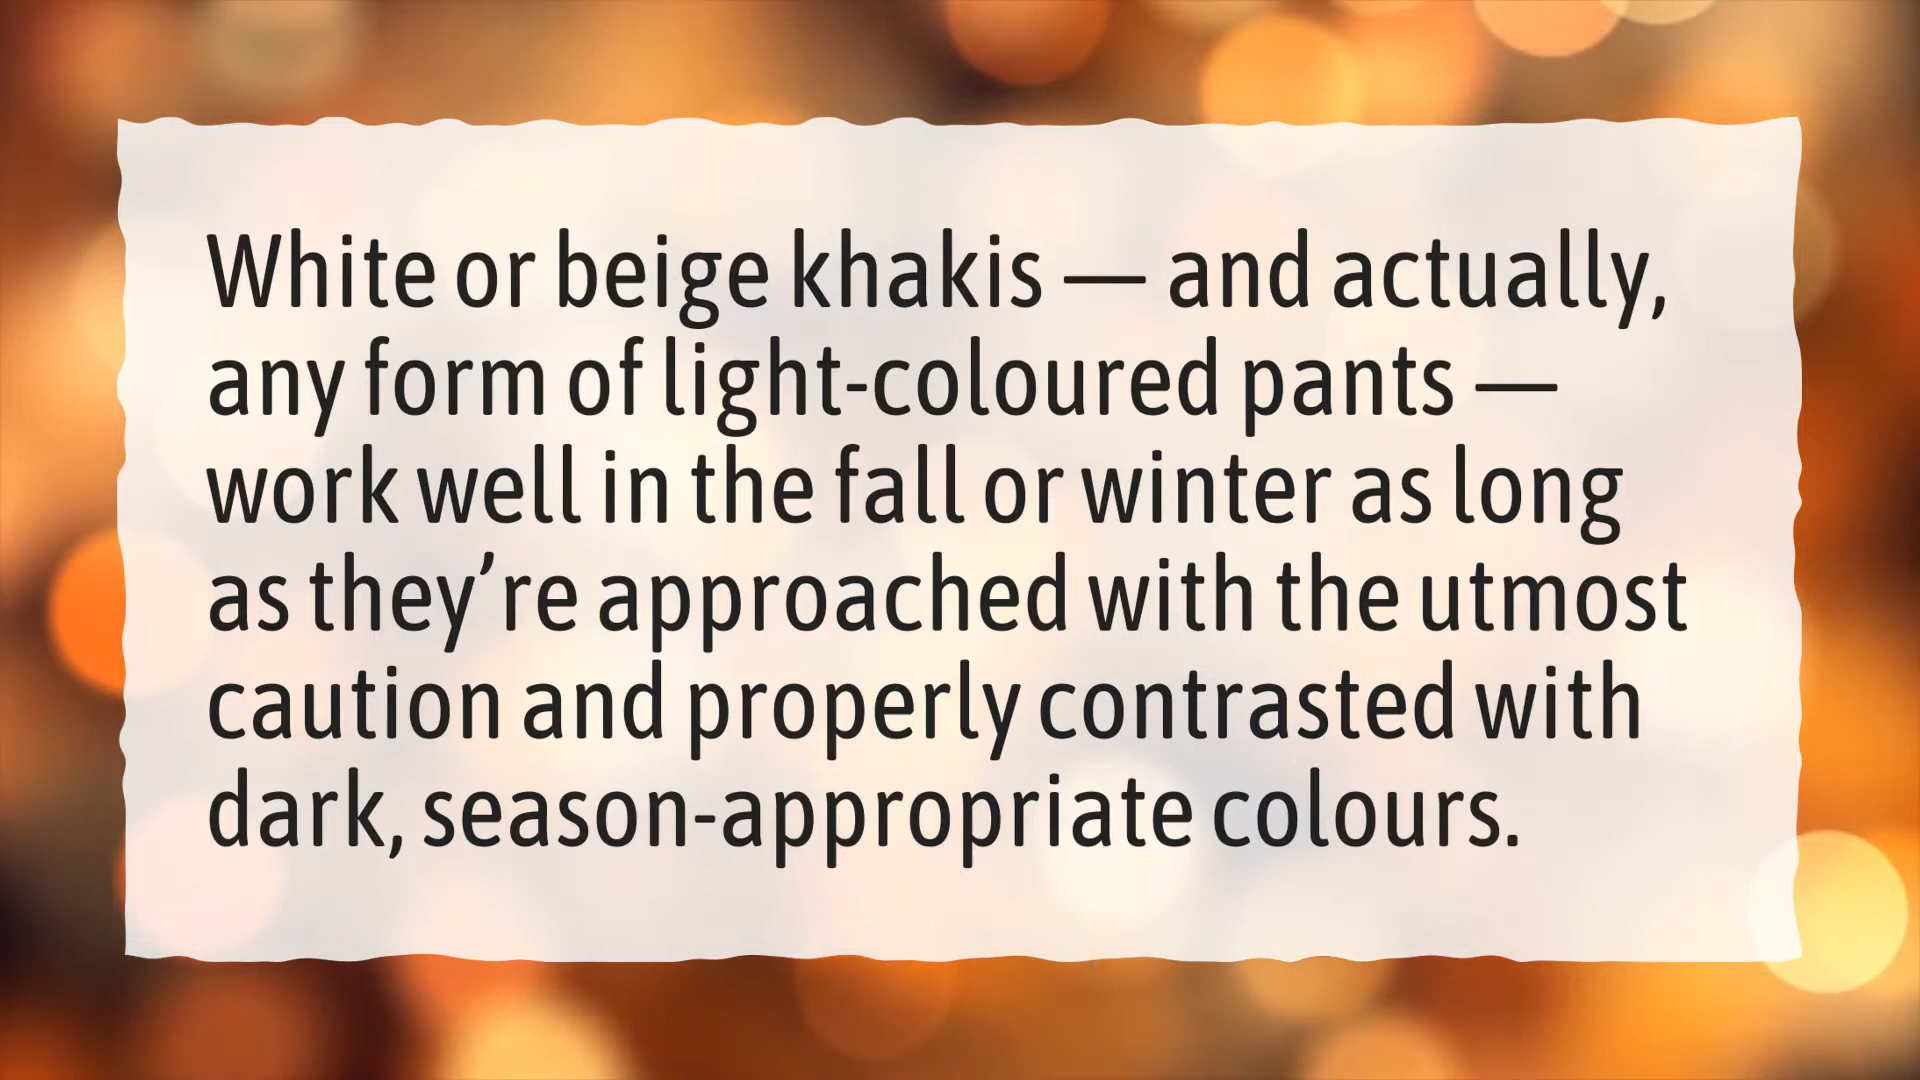 White or beige khakis — and actually,
any form of light-coloured pants —
work well in the fall or winter as long
as they’re approached with the utmost
caution and properly contrasted with
dark, season-appropriate colours.